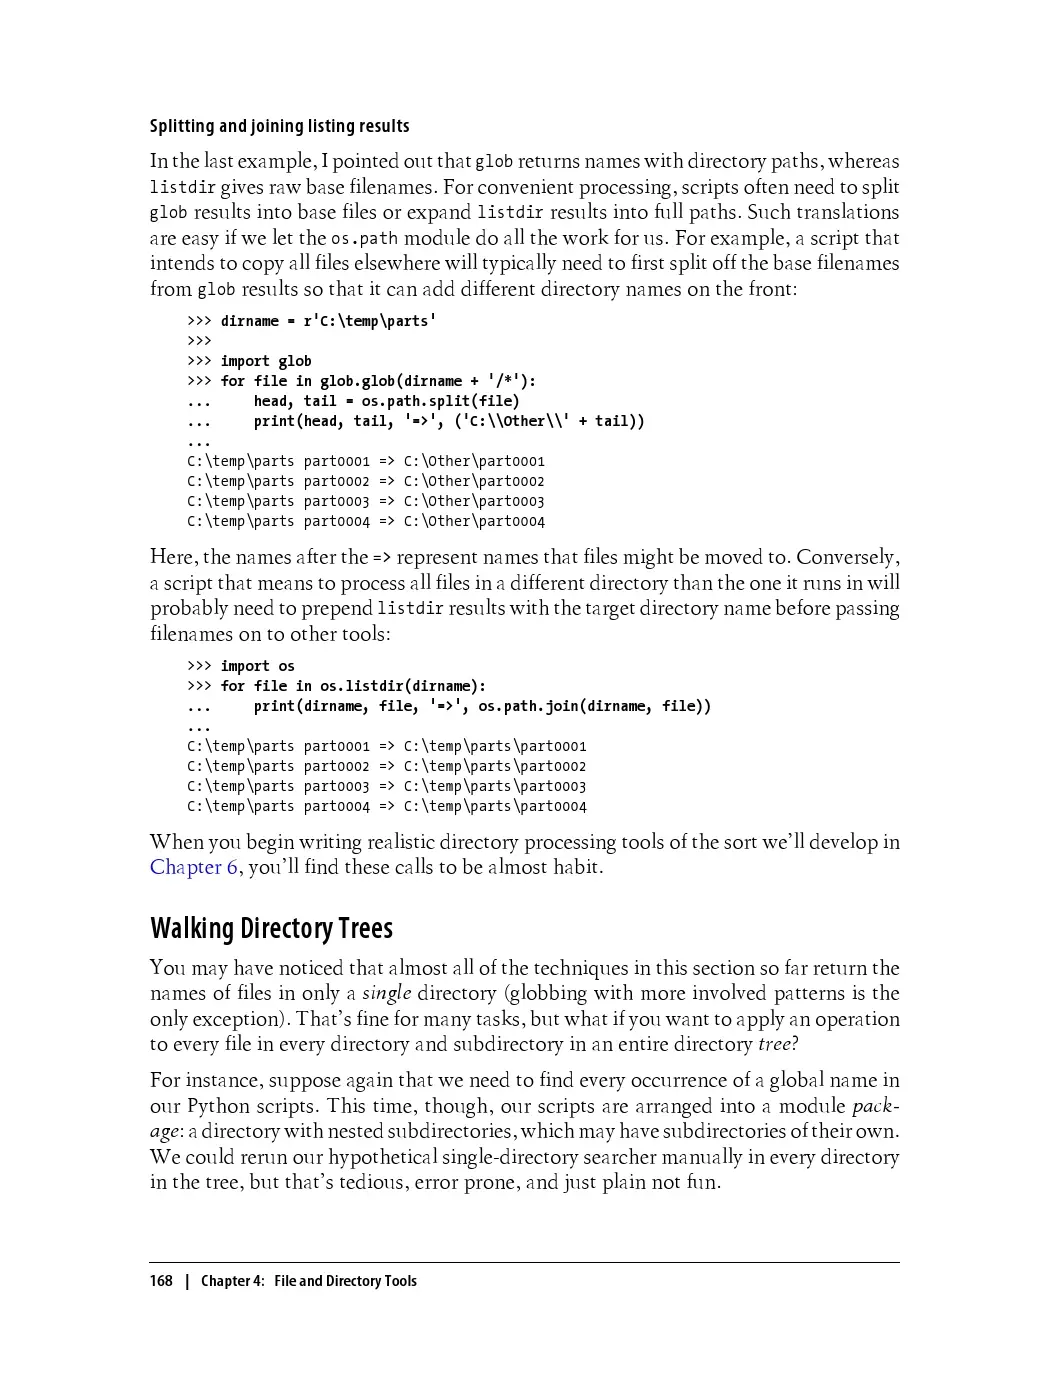 Splitting and joining listing results
In the last example, I pointed out that glob returns names with directory paths, whereas
listdir gives raw base filenames. For convenient processing, scripts often need to split
glob results into base files or expand listdir results into full paths. Such translations
are easy if we let the os.path module do all the work for us. For example, a script that
intends to copy all files elsewhere will typically need to first split off the base filenames
from glob results so that it can add different directory names on the front:
>>> dirname = r'C:\temp\parts'
>>>
>>> import glob
>>> for file in glob.glob(dirname + '/*'):
...     head, tail = os.path.split(file)
...     print(head, tail, '=>', ('C:\\Other\\' + tail))
...
C:\temp\parts part0001 => C:\Other\part0001
C:\temp\parts part0002 => C:\Other\part0002
C:\temp\parts part0003 => C:\Other\part0003
C:\temp\parts part0004 => C:\Other\part0004
Here, the names after the => represent names that files might be moved to. Conversely,
a script that means to process all files in a different directory than the one it runs in will
probably need to prepend listdir results with the target directory name before passing
filenames on to other tools:
>>> import os
>>> for file in os.listdir(dirname):
...     print(dirname, file, '=>', os.path.join(dirname, file))
...
C:\temp\parts part0001 => C:\temp\parts\part0001
C:\temp\parts part0002 => C:\temp\parts\part0002
C:\temp\parts part0003 => C:\temp\parts\part0003
C:\temp\parts part0004 => C:\temp\parts\part0004
When you begin writing realistic directory processing tools of the sort we'll develop in
Chapter 6, you'll find these calls to be almost habit.
Walking Directory Trees
You may have noticed that almost all of the techniques in this section so far return the
names of files in only a single directory (globbing with more involved patterns is the
only exception). That's fine for many tasks, but what if you want to apply an operation
to every file in every directory and subdirectory in an entire directory tree?
For instance, suppose again that we need to find every occurrence of a global name in
our Python scripts. This time, though, our scripts are arranged into a module pack-
age: a directory with nested subdirectories, which may have subdirectories of their own.
We could rerun our hypothetical single-directory searcher manually in every directory
in the tree, but that's tedious, error prone, and just plain not fun.
168 | Chapter 4: File and Directory Tools